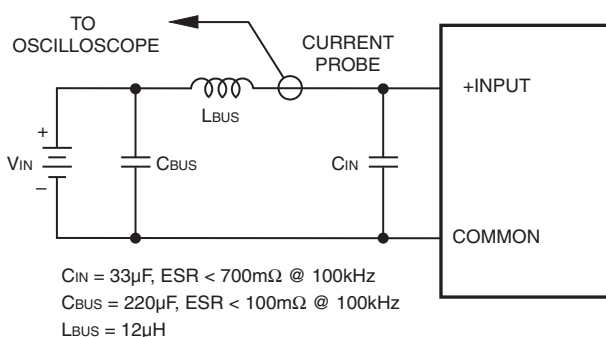 TO
OSCILLOSCOPE
CURRENT
PROBE
+INPUT
LBUS
+
VIN
–
CBUS
CIN
COMMON
CIN = 33µF, ESR < 700mΩ @ 100kHz
CBUS = 220µF, ESR < 100mΩ @ 100kHz
LBUS = 12µH